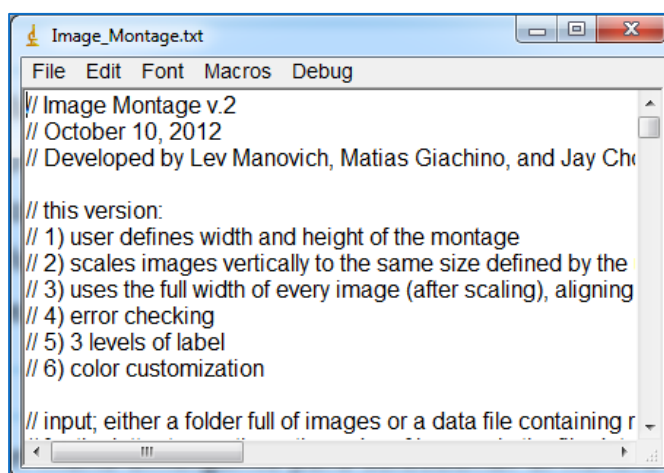 Image_Montage.txt
File Edit Font Macros Debug
// Image Montage v.2
// October 10, 2012
// Developed by Lev Manovich, Matias Giachino, and Jay
// this version:
// 1) user defines width and height of the montage
// 2) scales images vertically to the same size defined by the
// 3) uses the full width of every image (after scaling), aligning
// 4) error checking
// 5) 3 levels of label
// 6) color customization
// input; either a folder full of images or a data file containing